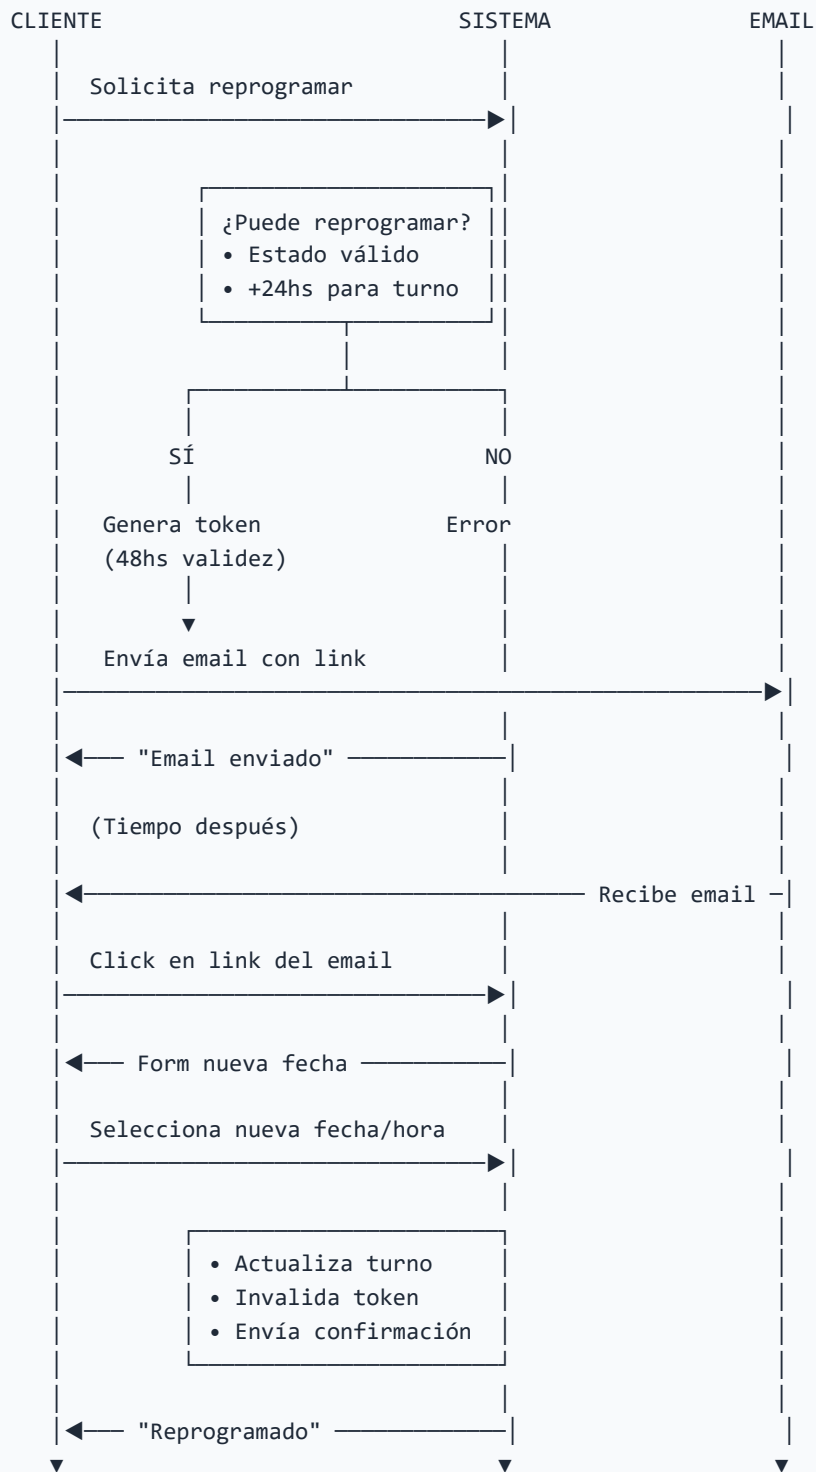 CLIENTE SISTEMA EMAIL
Solicita reprogramar
¿Puede reprogramar?
• Estado válido
• +24hs para turno
SÍ NO
Genera token Error
(48hs validez)
Envía email con link
"Email enviado"
(Tiempo después)
Recibe email
Click en link del email
Form nueva fecha
Selecciona nueva fecha/hora
• Actualiza turno
• Invalida token
• Envía confirmación
"Reprogramado"